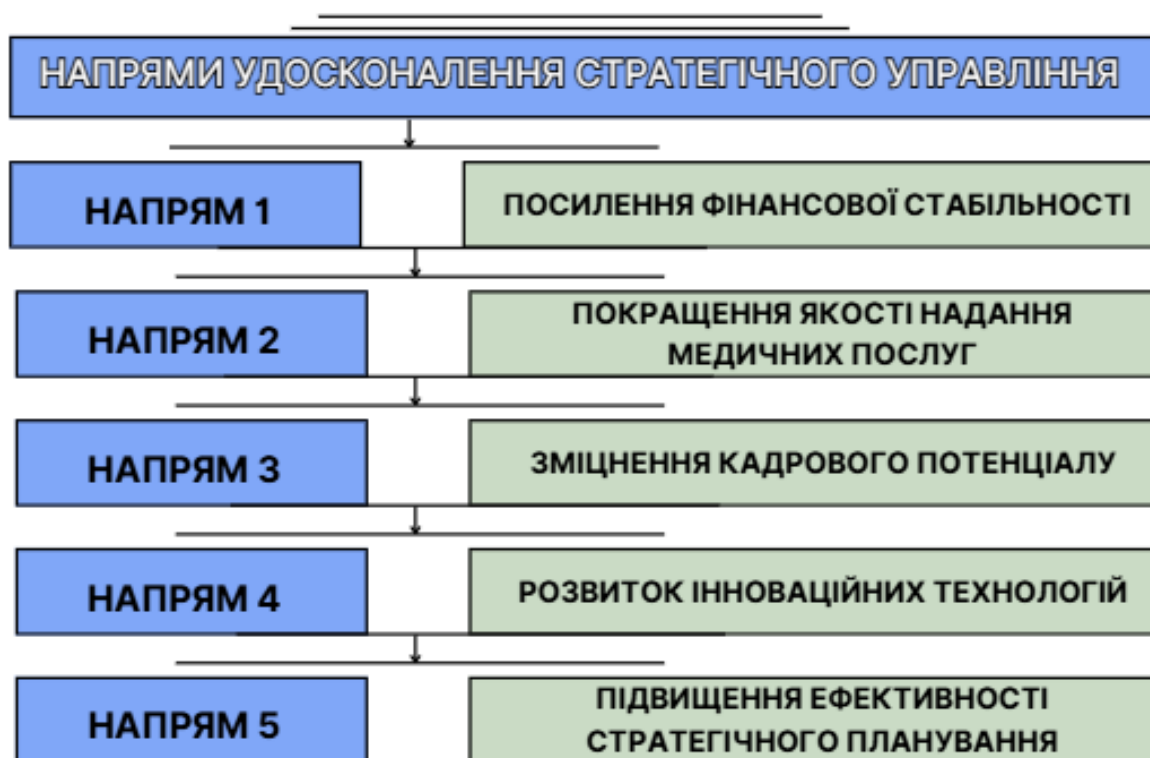 НАПРЯМИ УДОСКОНАЛЕННЯ СТРАТЕГІЧНОГО УПРАВЛІННЯ
НАПРЯМ 1
ПОСИЛЕННЯ ФІНАНСОВОЇ СТАБІЛЬНОСТІ
НАПРЯМ 2
ПОКРАЩЕННЯ ЯКОСТІ НАДАННЯ
МЕДИЧНИХ ПОСЛУГ
НАПРЯМ 3
ЗМІЦНЕННЯ КАДРОВОГО ПОТЕНЦІАЛУ
НАПРЯМ 4
РОЗВИТОК ІННОВАЦІЙНИХ ТЕХНОЛОГІЙ
НАПРЯМ 5
ПІДВИЩЕННЯ ЕФЕКТИВНОСТІ
СТРАТЕГІЧНОГО ПЛАНУВАННЯ